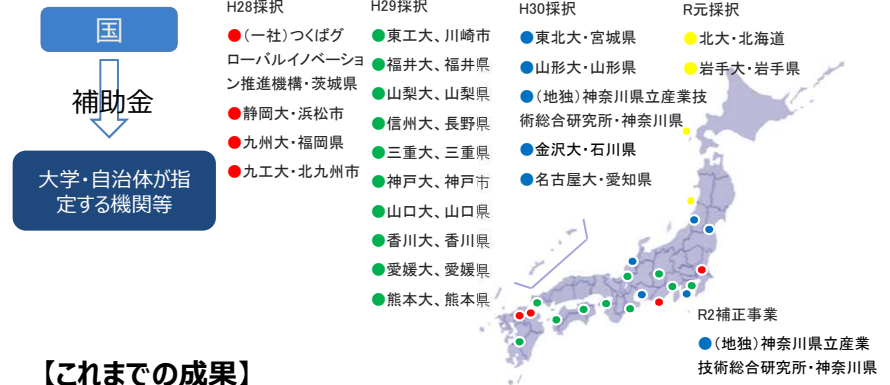 国
補助金
大学・自治体が指
定する機関等
H28採択
●(一社)つくばグ
ローバルイノベーショ
ン推進機構・茨城県
●静岡大・浜松市
●九州大・福岡県
●九工大・北九州市
H29採択
●東工大、川崎市
●福井大、福井県
●山梨大、山梨県
●信州大、長野県
●三重大、三重県
●神戸大、神戸市
●山口大、山口県
●香川大、香川県
●愛媛大、愛媛県
●熊本大、熊本県
H30採択
●東北大・宮城県
●山形大・山形県
●(地独)神奈川県立産業技
術総合研究所・神奈川県
●金沢大・石川県
●名古屋大・愛知県
R元採択
●北大・北海道
●岩手大・岩手県
R2補正事業
●(地独)神奈川県立産業
技術総合研究所・神奈川県
【これまでの成果】